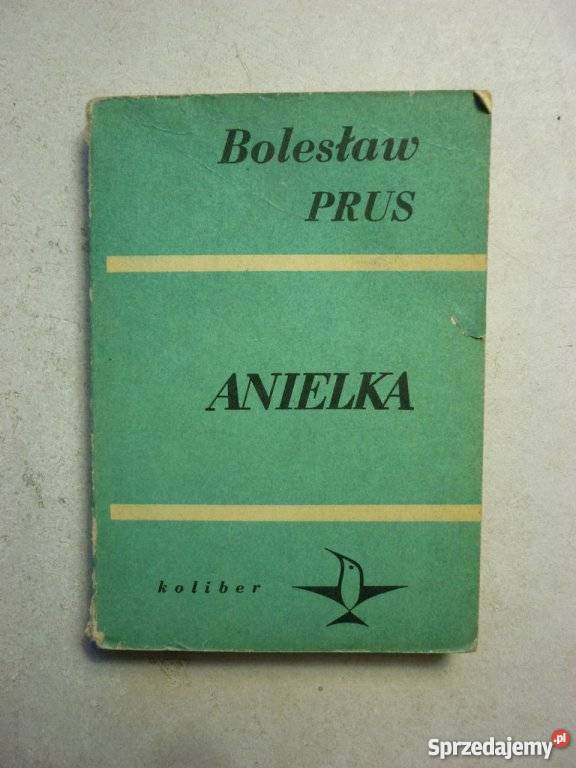 Bolesław
PRUS
ANIELKA
koliber
Sprzedajemy.pl